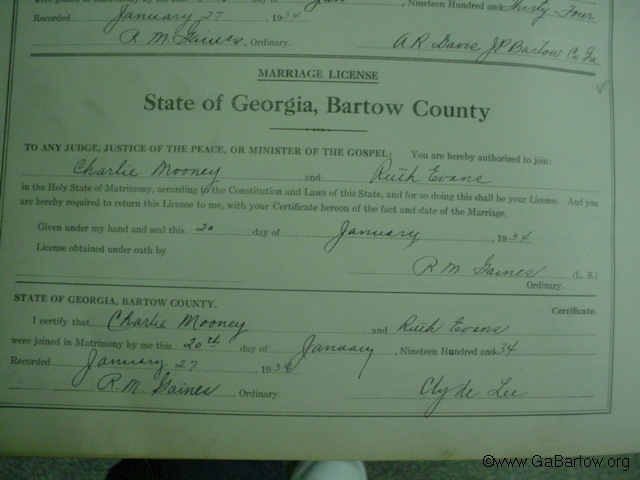 Nineteen Hundred and Thirty Four
Recorded January 27, 1934
R. M. Gaines, Ordinary. A R Davis J P Bartow Co Ga
MARRIAGE LICENSE
State of Georgia, Bartow County
TO ANY JUDGE, JUSTICE OF THE PEACE, OR MINISTER OF THE GOSPEL: You are hereby authorized to join:
Charlie Mooney and Ruth Evans
in the Holy State of Matrimony, according to the Constitution and Laws of this State, and for so doing this shall be your License. And you
are hereby required to return this License to me, with your Certificate hereon of the fact and date of the Marriage.
Given under my hand and seal this 20 day of January, 1934
License obtained under oath by
R. M. Gaines (L. S.)
Ordinary.
STATE OF GEORGIA, BARTOW COUNTY. Certificate.
I certify that Charlie Mooney and Ruth Evans
were joined in Matrimony by me this 20th day of January, Nineteen Hundred and 34
Recorded January 27, 1934
R. M. Gaines, Ordinary. Clyde Lee
©www.GaBartow.org